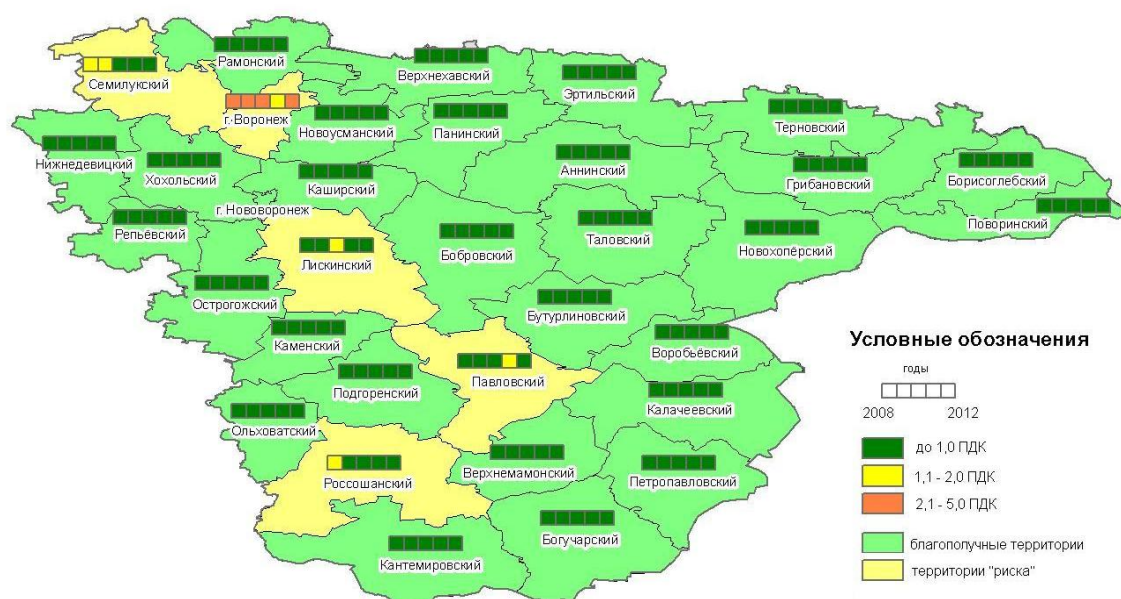 Рамонский
Верхнехавский
Семилукский
Эртильский
г.Воронеж
Новоусманский
Панинский
Терновский
Нижнедевицкий
Хохольский
Каширский
Аннинский
Грибановский
Борисоглебский
г. Нововоронеж
Репьёвский
Поворинский
Лискинский
Бобровский
Таловский
Новохопёрский
Острогожский
Бутурлиновский
Каменский
Воробьёвский
Подгоренский
Павловский
Калачеевский
Ольховатский
Россошанский
Верхнемамонский
Петропавловский
Богучарский
Кантемировский
Условные обозначения
годы
2008 2012
до 1,0 ПДК
1,1 - 2,0 ПДК
2,1 - 5,0 ПДК
благополучные территории
территории "риска"